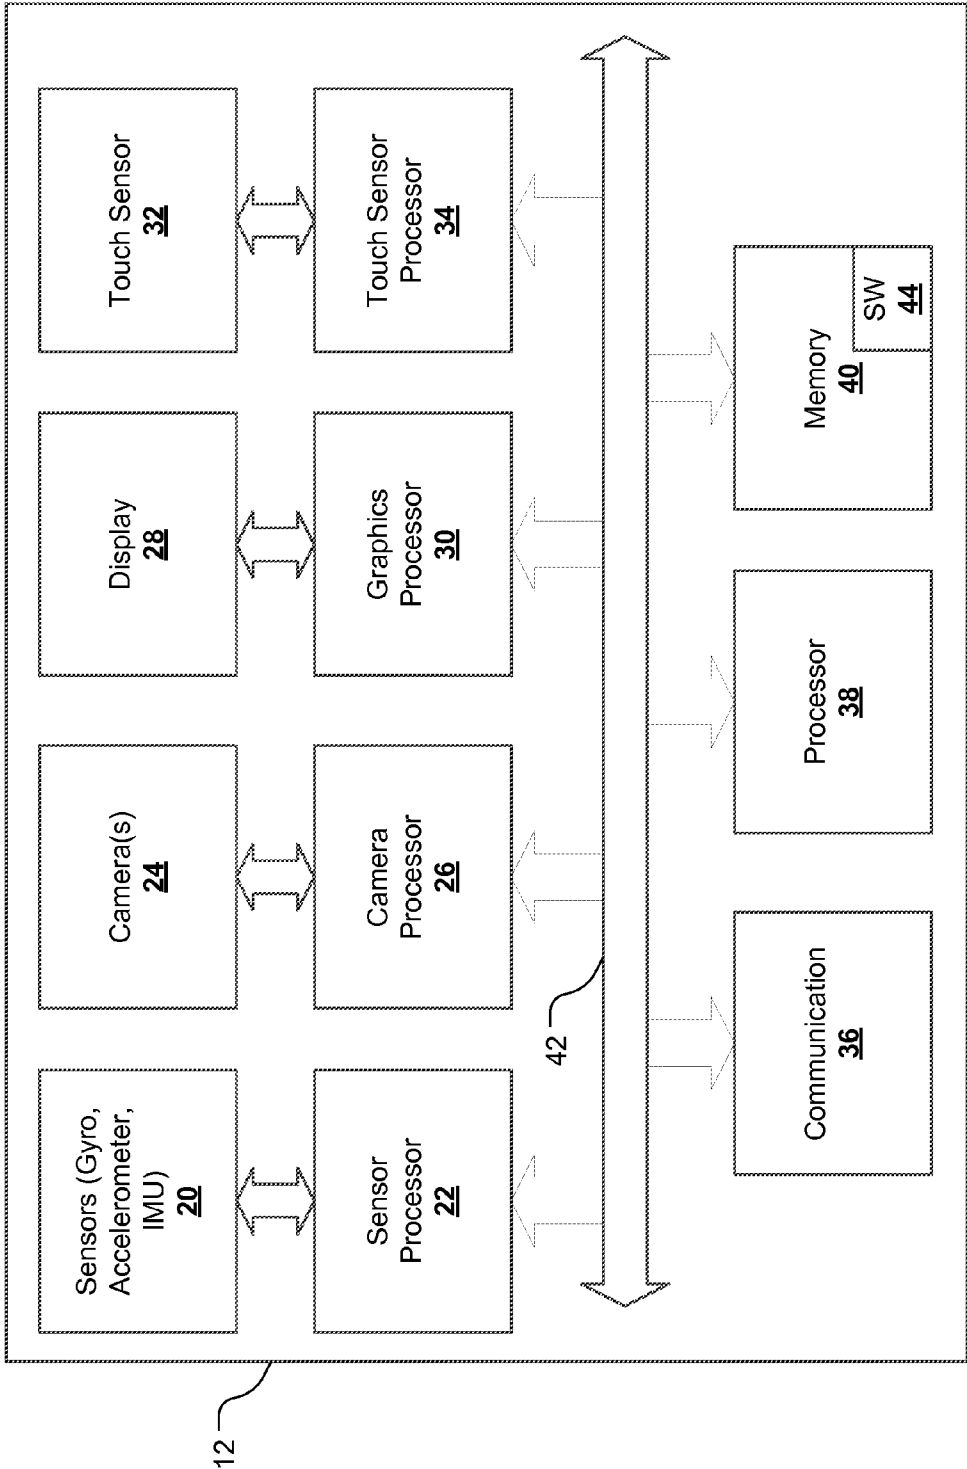 12
Sensors (Gyro,
Accelerometer,
IMU)
20
Camera(s)
24
Display
28
Touch Sensor
32
Sensor
Processor
22
Camera
Processor
26
Graphics
Processor
30
Touch Sensor
Processor
34
42
Communication
36
Processor
38
Memory
40
SW
44